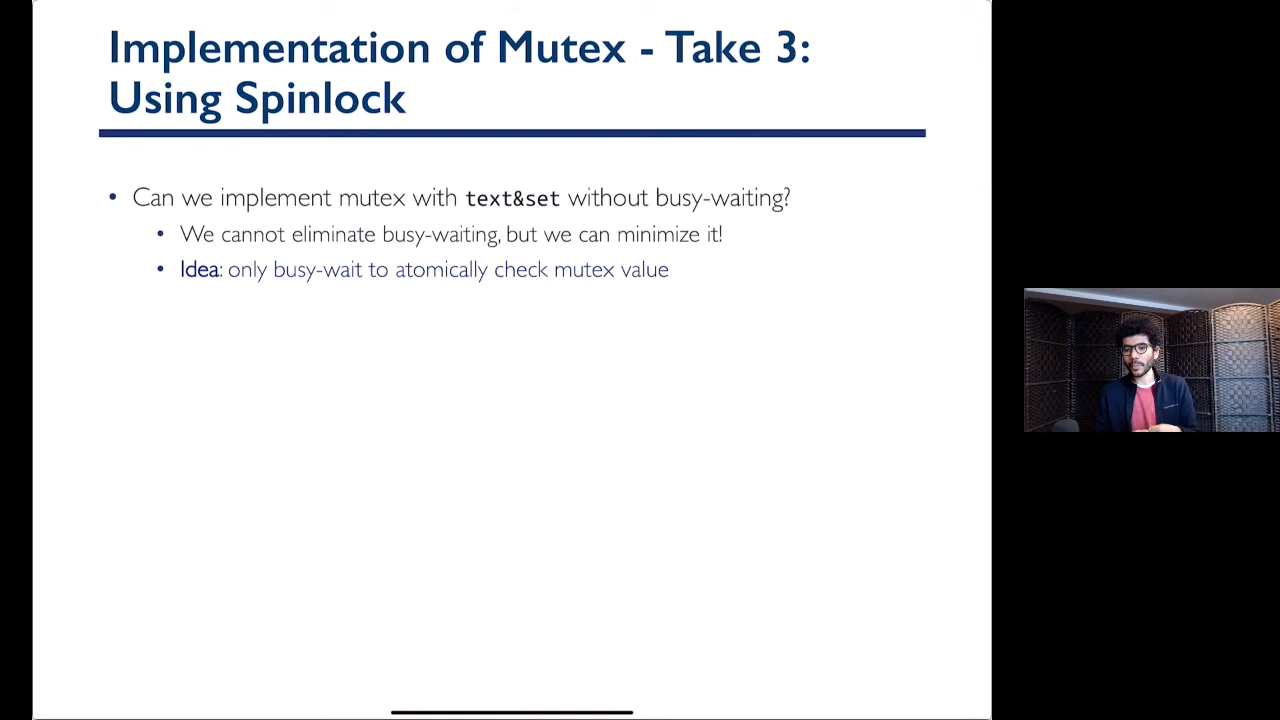 Implementation of Mutex - Take 3:
Using Spinlock
• Can we implement mutex with text&set without busy-waiting?
• We cannot eliminate busy-waiting, but we can minimize it!
• Idea: only busy-wait to atomically check mutex value